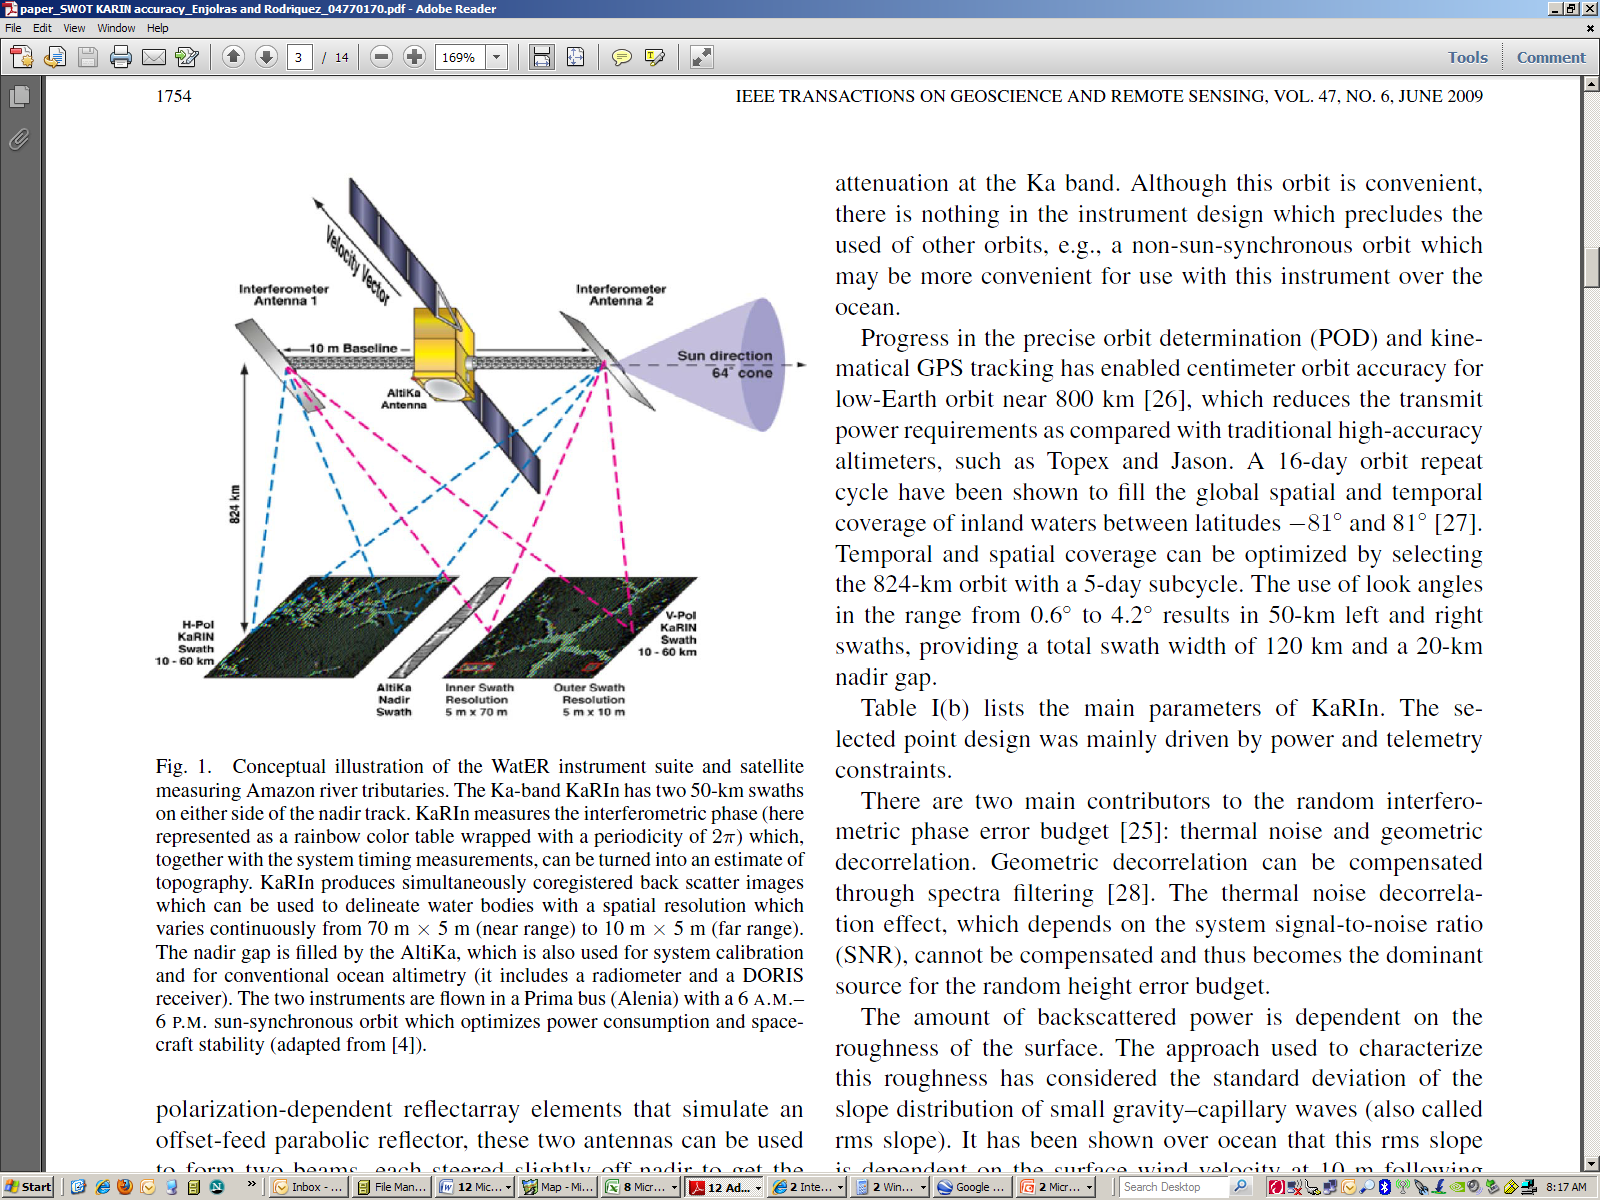 paper_SWOT KARIN accuracy_Enjolras and Rodriquez_04770170.pdf - Adobe Reader
File Edit View Window Help
3 / 14 169% Tools Comment
1754 IEEE TRANSACTIONS ON GEOSCIENCE AND REMOTE SENSING, VOL. 47, NO. 6, JUNE 2009
Velocity Vector
Interferometer
Antenna 1
Interferometer
Antenna 2
10 m Baseline
Sun direction
64° cone
AltiKa
Antenna
824 km
H-Pol
KaRIN
Swath
10 - 60 km
V-Pol
KaRIN
Swath
10 - 60 km
AltiKa
Nadir
Swath
Inner Swath
Resolution
5 m x 70 m
Outer Swath
Resolution
5 m x 10 m
Fig. 1. Conceptual illustration of the WatER instrument suite and satellite
measuring Amazon river tributaries. The Ka-band KaRIn has two 50-km swaths
on either side of the nadir track. KaRIn measures the interferometric phase (here
represented as a rainbow color table wrapped with a periodicity of 2π) which,
together with the system timing measurements, can be turned into an estimate of
topography. KaRIn produces simultaneously coregistered back scatter images
which can be used to delineate water bodies with a spatial resolution which
varies continuously from 70 m × 5 m (near range) to 10 m × 5 m (far range).
The nadir gap is filled by the AltiKa, which is also used for system calibration
and for conventional ocean altimetry (it includes a radiometer and a DORIS
receiver). The two instruments are flown in a Prima bus (Alenia) with a 6 A.M.–
6 P.M. sun-synchronous orbit which optimizes power consumption and space-
craft stability (adapted from [4]).
polarization-dependent reflectarray elements that simulate an
offset-feed parabolic reflector, these two antennas can be used
to form two beams, each steered slightly off nadir to get the
attenuation at the Ka band. Although this orbit is convenient,
there is nothing in the instrument design which precludes the
used of other orbits, e.g., a non-sun-synchronous orbit which
may be more convenient for use with this instrument over the
ocean.
Progress in the precise orbit determination (POD) and kine-
matical GPS tracking has enabled centimeter orbit accuracy for
low-Earth orbit near 800 km [26], which reduces the transmit
power requirements as compared with traditional high-accuracy
altimeters, such as Topex and Jason. A 16-day orbit repeat
cycle have been shown to fill the global spatial and temporal
coverage of inland waters between latitudes −81° and 81° [27].
Temporal and spatial coverage can be optimized by selecting
the 824-km orbit with a 5-day subcycle. The use of look angles
in the range from 0.6° to 4.2° results in 50-km left and right
swaths, providing a total swath width of 120 km and a 20-km
nadir gap.
Table I(b) lists the main parameters of KaRIn. The se-
lected point design was mainly driven by power and telemetry
constraints.
There are two main contributors to the random interfero-
metric phase error budget [25]: thermal noise and geometric
decorrelation. Geometric decorrelation can be compensated
through spectra filtering [28]. The thermal noise decorrela-
tion effect, which depends on the system signal-to-noise ratio
(SNR), cannot be compensated and thus becomes the dominant
source for the random height error budget.
The amount of backscattered power is dependent on the
roughness of the surface. The approach used to characterize
this roughness has considered the standard deviation of the
slope distribution of small gravity–capillary waves (also called
rms slope). It has been shown over ocean that this rms slope
is dependent on the surface wind velocity at 10 m following
Start » Inbox - ... File Man... 12 Mic... Map - Mi... 8 Micr... 12 Ad... 2 Inte... 2 Win... Google ... 2 Micr... Search Desktop 8:17 AM